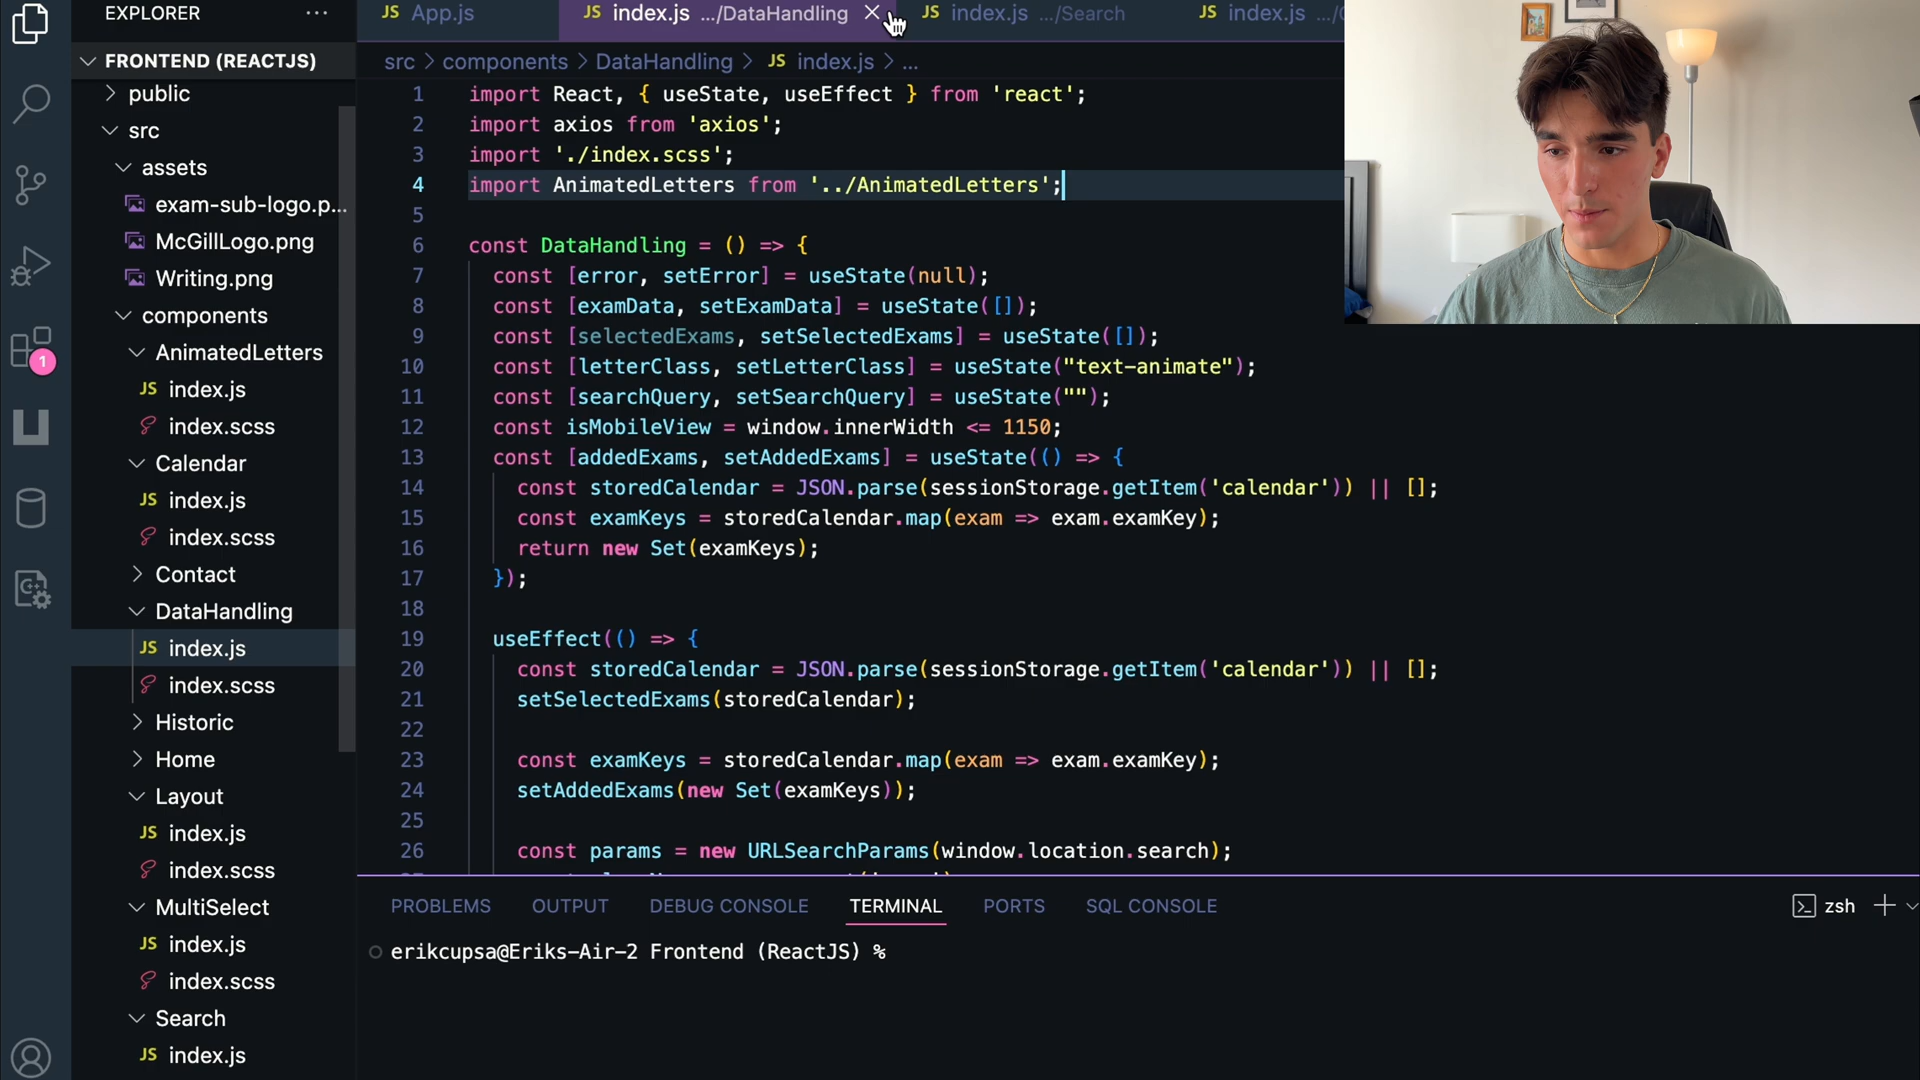 EXPLORER ...
FRONTEND (REACTJS)
public
src
assets
exam-sub-logo.p...
McGillLogo.png
Writing.png
components
AnimatedLetters
JS index.js
index.scss
Calendar
JS index.js
index.scss
Contact
DataHandling
JS index.js
index.scss
Historic
Home
Layout
JS index.js
index.scss
MultiSelect
JS index.js
index.scss
Search
JS index.js
1
JS App.js
JS index.js .../DataHandling
JS index.js .../Search
JS index.js
src > components > DataHandling > JS index.js > ...
1 import React, { useState, useEffect } from 'react';
2 import axios from 'axios';
3 import './index.scss';
4 import AnimatedLetters from '../AnimatedLetters';
5
6 const DataHandling = () => {
7 const [error, setError] = useState(null);
8 const [examData, setExamData] = useState([]);
9 const [selectedExams, setSelectedExams] = useState([]);
10 const [letterClass, setLetterClass] = useState("text-animate");
11 const [searchQuery, setSearchQuery] = useState("");
12 const isMobileView = window.innerWidth <= 1150;
13 const [addedExams, setAddedExams] = useState(() => {
14 const storedCalendar = JSON.parse(sessionStorage.getItem('calendar')) || [];
15 const examKeys = storedCalendar.map(exam => exam.examKey);
16 return new Set(examKeys);
17 });
18
19 useEffect(() => {
20 const storedCalendar = JSON.parse(sessionStorage.getItem('calendar')) || [];
21 setSelectedExams(storedCalendar);
22
23 const examKeys = storedCalendar.map(exam => exam.examKey);
24 setAddedExams(new Set(examKeys));
25
26 const params = new URLSearchParams(window.location.search);
PROBLEMS OUTPUT DEBUG CONSOLE TERMINAL PORTS SQL CONSOLE
zsh
erikcupsa@Eriks-Air-2 Frontend (ReactJS) %